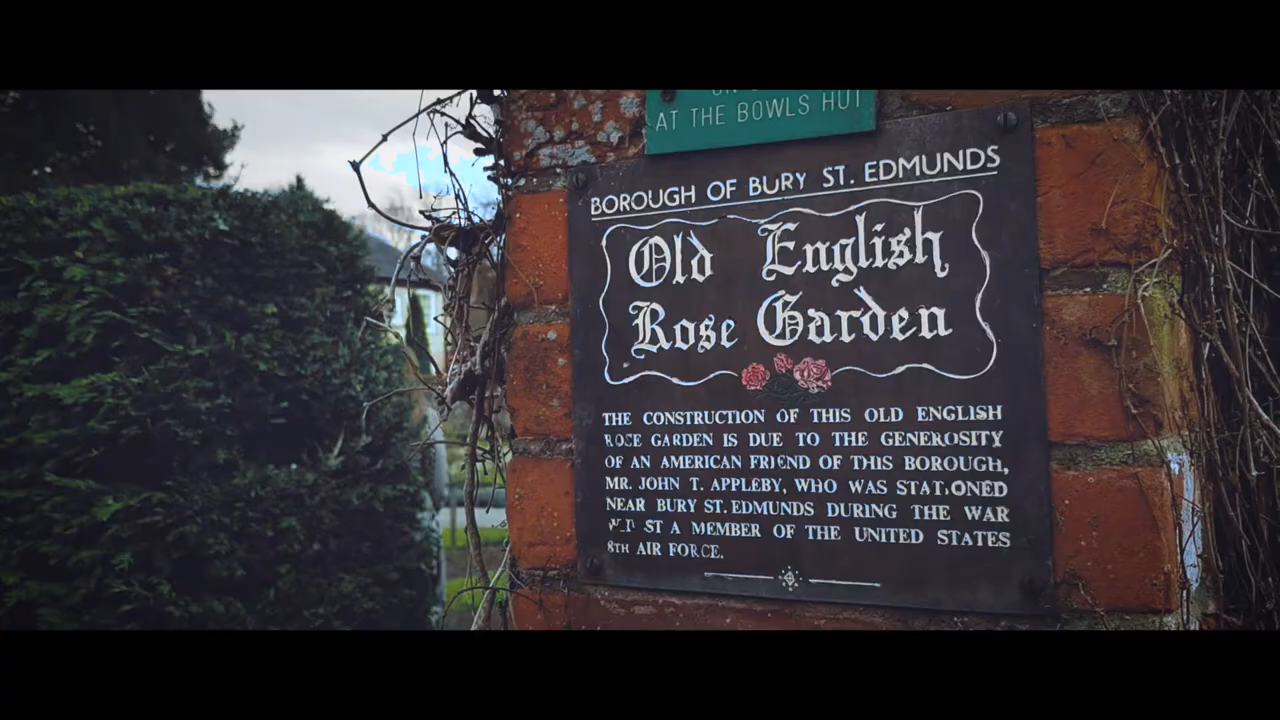 AT THE BOWLS HUT
BOROUGH OF BURY ST. EDMUNDS
Old English
Rose Garden
THE CONSTRUCTION OF THIS OLD ENGLISH
ROSE GARDEN IS DUE TO THE GENEROSITY
OF AN AMERICAN FRIEND OF THIS BOROUGH,
MR. JOHN T. APPLEBY, WHO WAS STATIONED
NEAR BURY ST. EDMUNDS DURING THE WAR
A MEMBER OF THE UNITED STATES
8TH AIR FORCE.